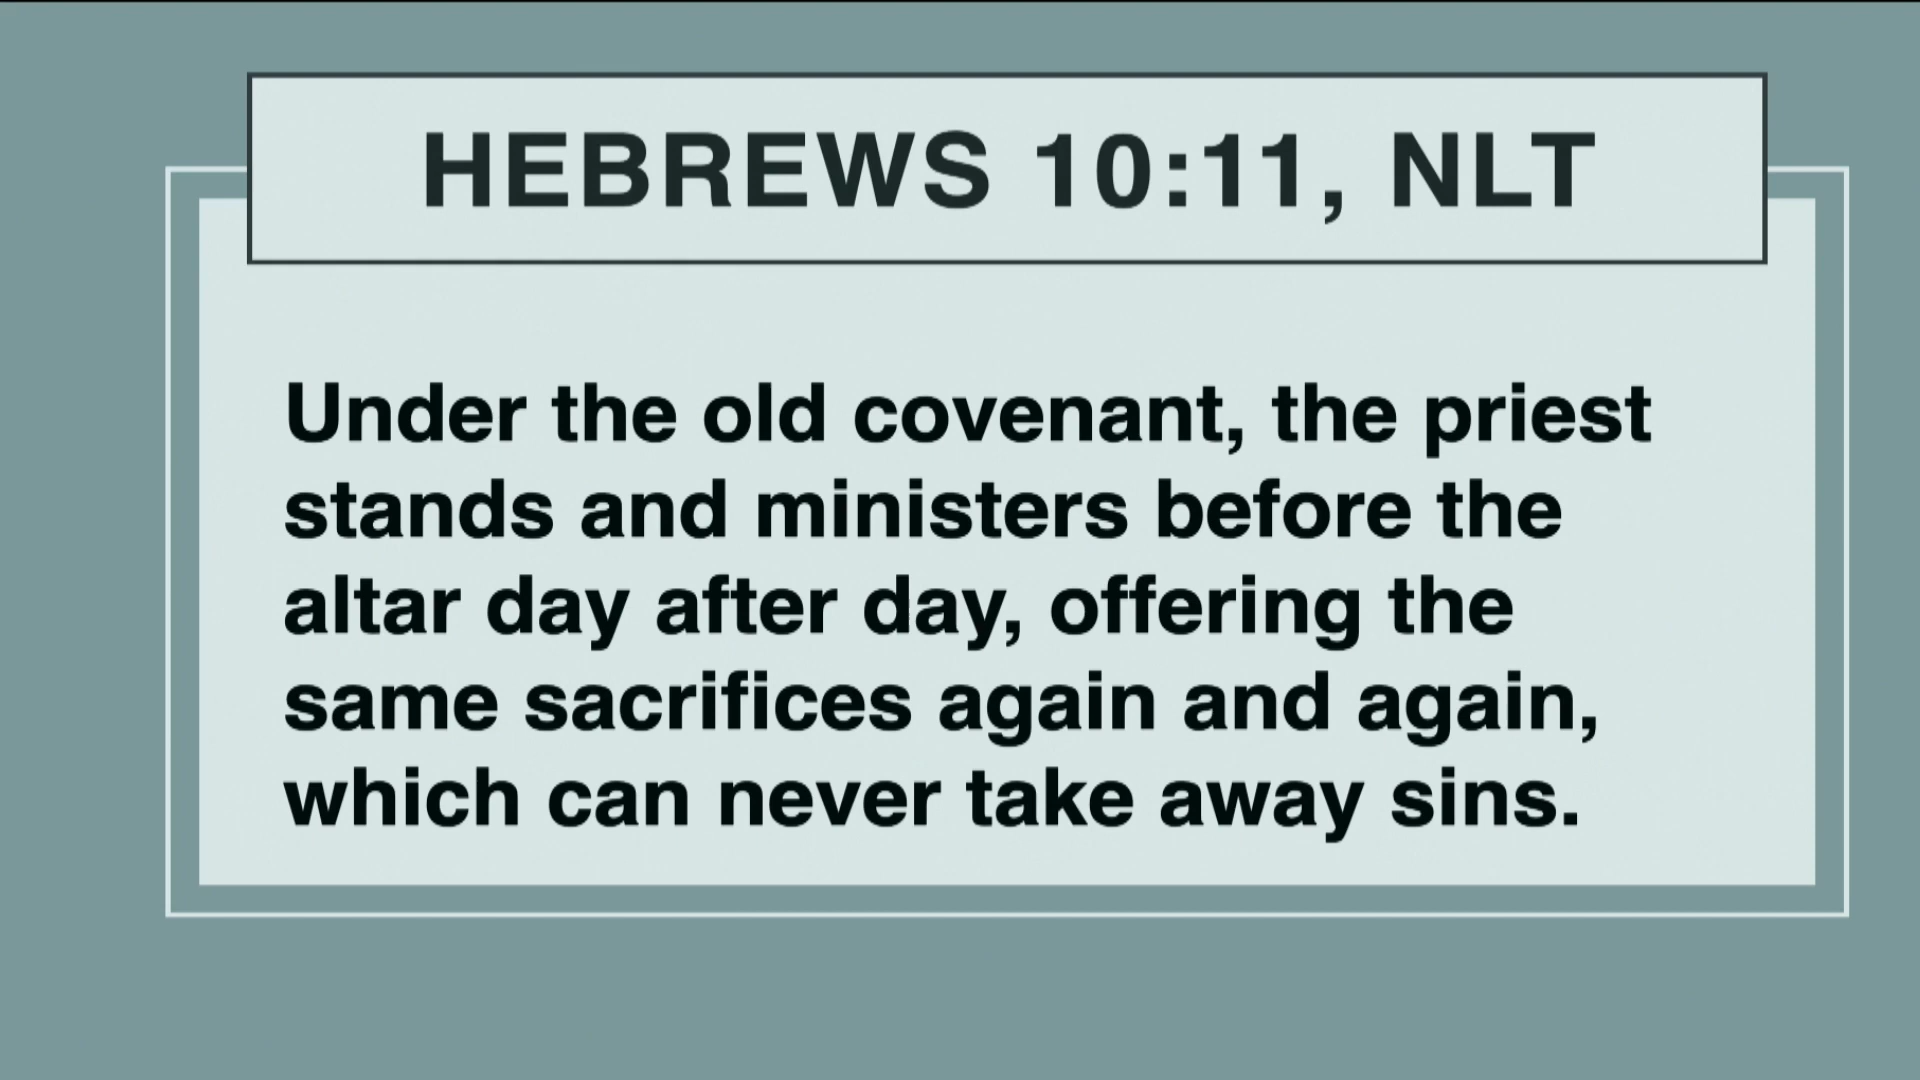 HEBREWS 10:11, NLT
Under the old covenant, the priest
stands and ministers before the
altar day after day, offering the
same sacrifices again and again,
which can never take away sins.